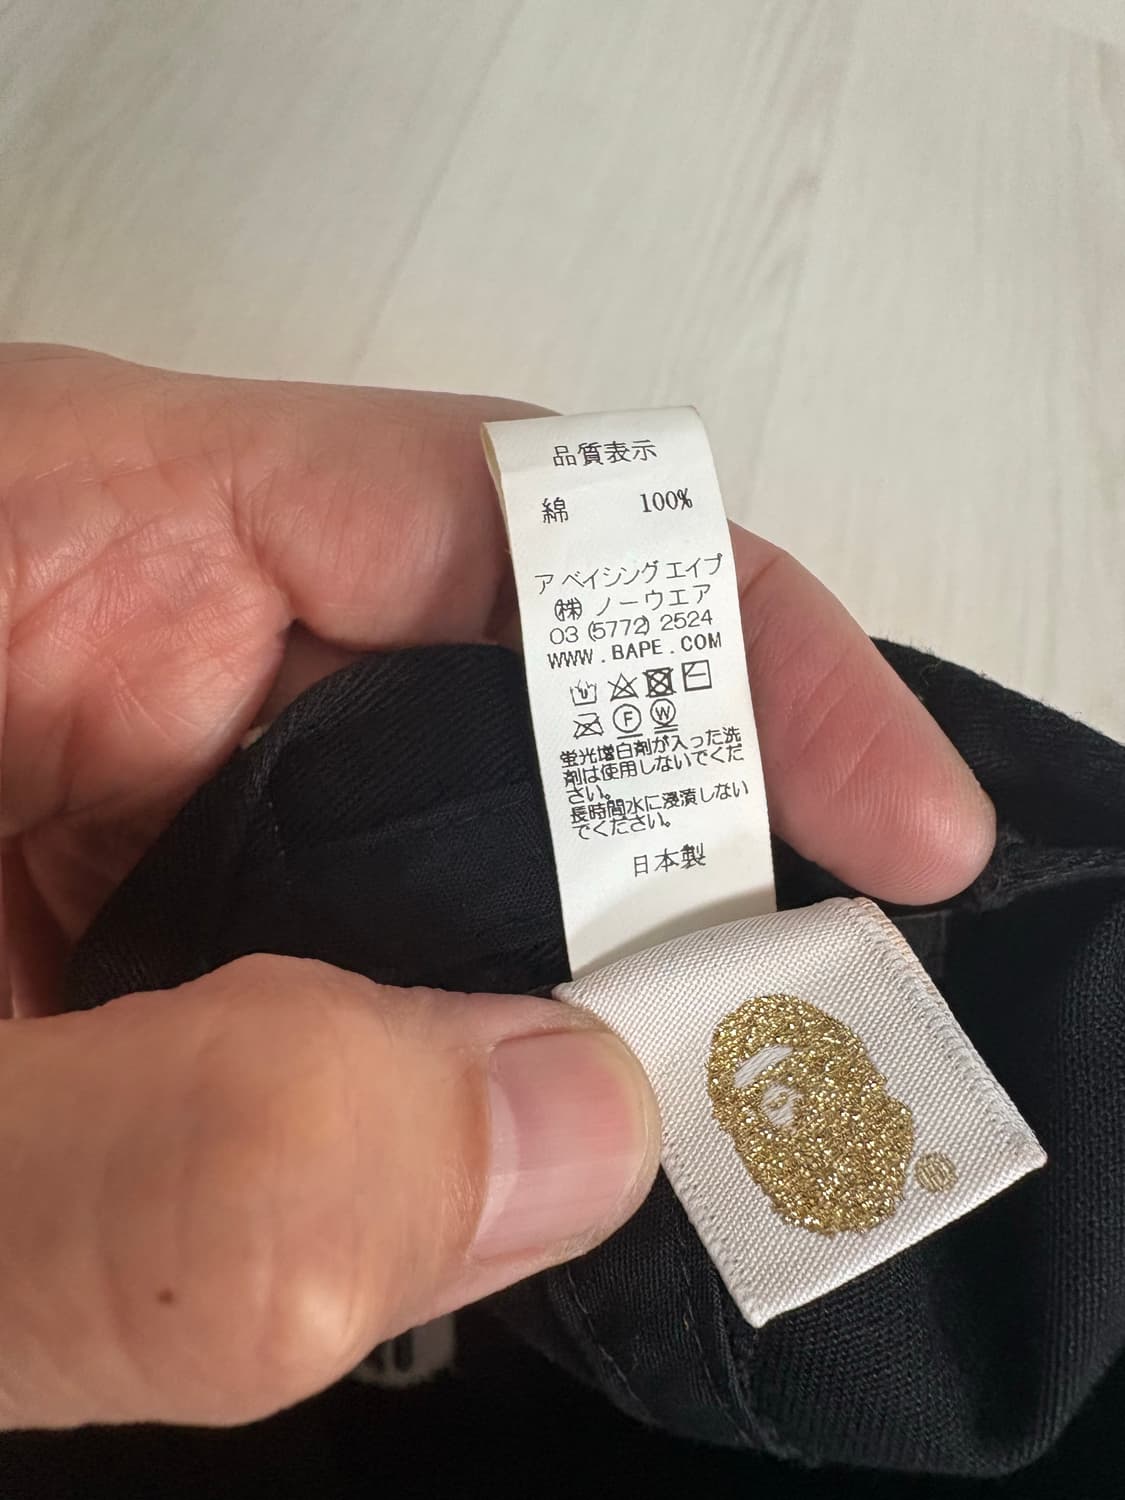 品質表示
綿 100%
ア ベイシング エイプ
㈱ ノーウエア
03 (5772) 2524
WWW.BAPE.COM
F W
蛍光増白剤が入った洗
剤は使用しないでくだ
さい。
長時間水に浸漬しない
でください。
日本製